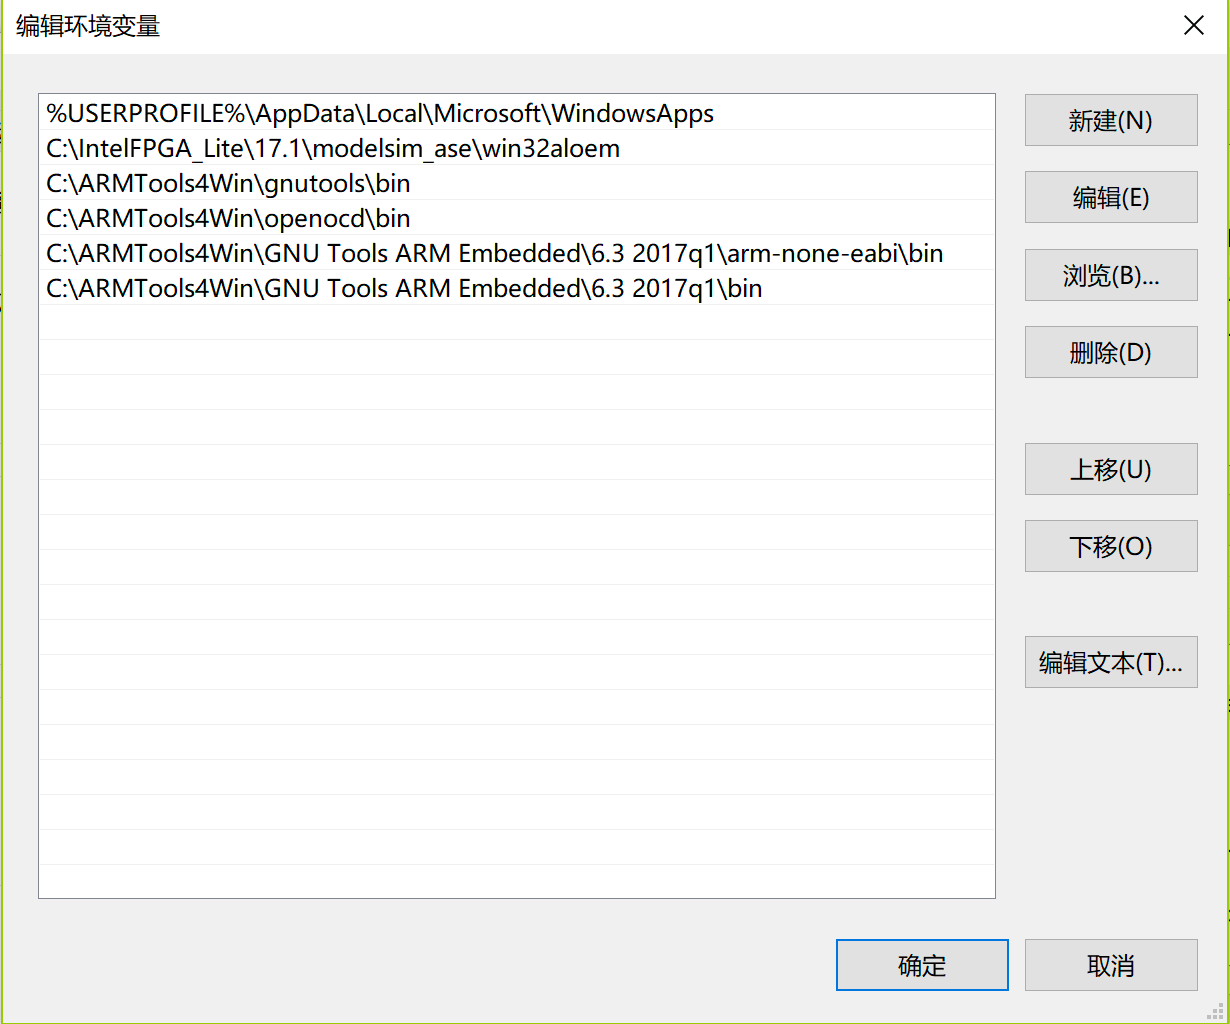 编辑环境变量
%USERPROFILE%\AppData\Local\Microsoft\WindowsApps
C:\IntelFPGA_Lite\17.1\modelsim_ase\win32aloem
C:\ARMTools4Win\gnutools\bin
C:\ARMTools4Win\openocd\bin
C:\ARMTools4Win\GNU Tools ARM Embedded\6.3 2017q1\arm-none-eabi\bin
C:\ARMTools4Win\GNU Tools ARM Embedded\6.3 2017q1\bin
新建(N)
编辑(E)
浏览(B)...
删除(D)
上移(U)
下移(O)
编辑文本(T)...
确定
取消